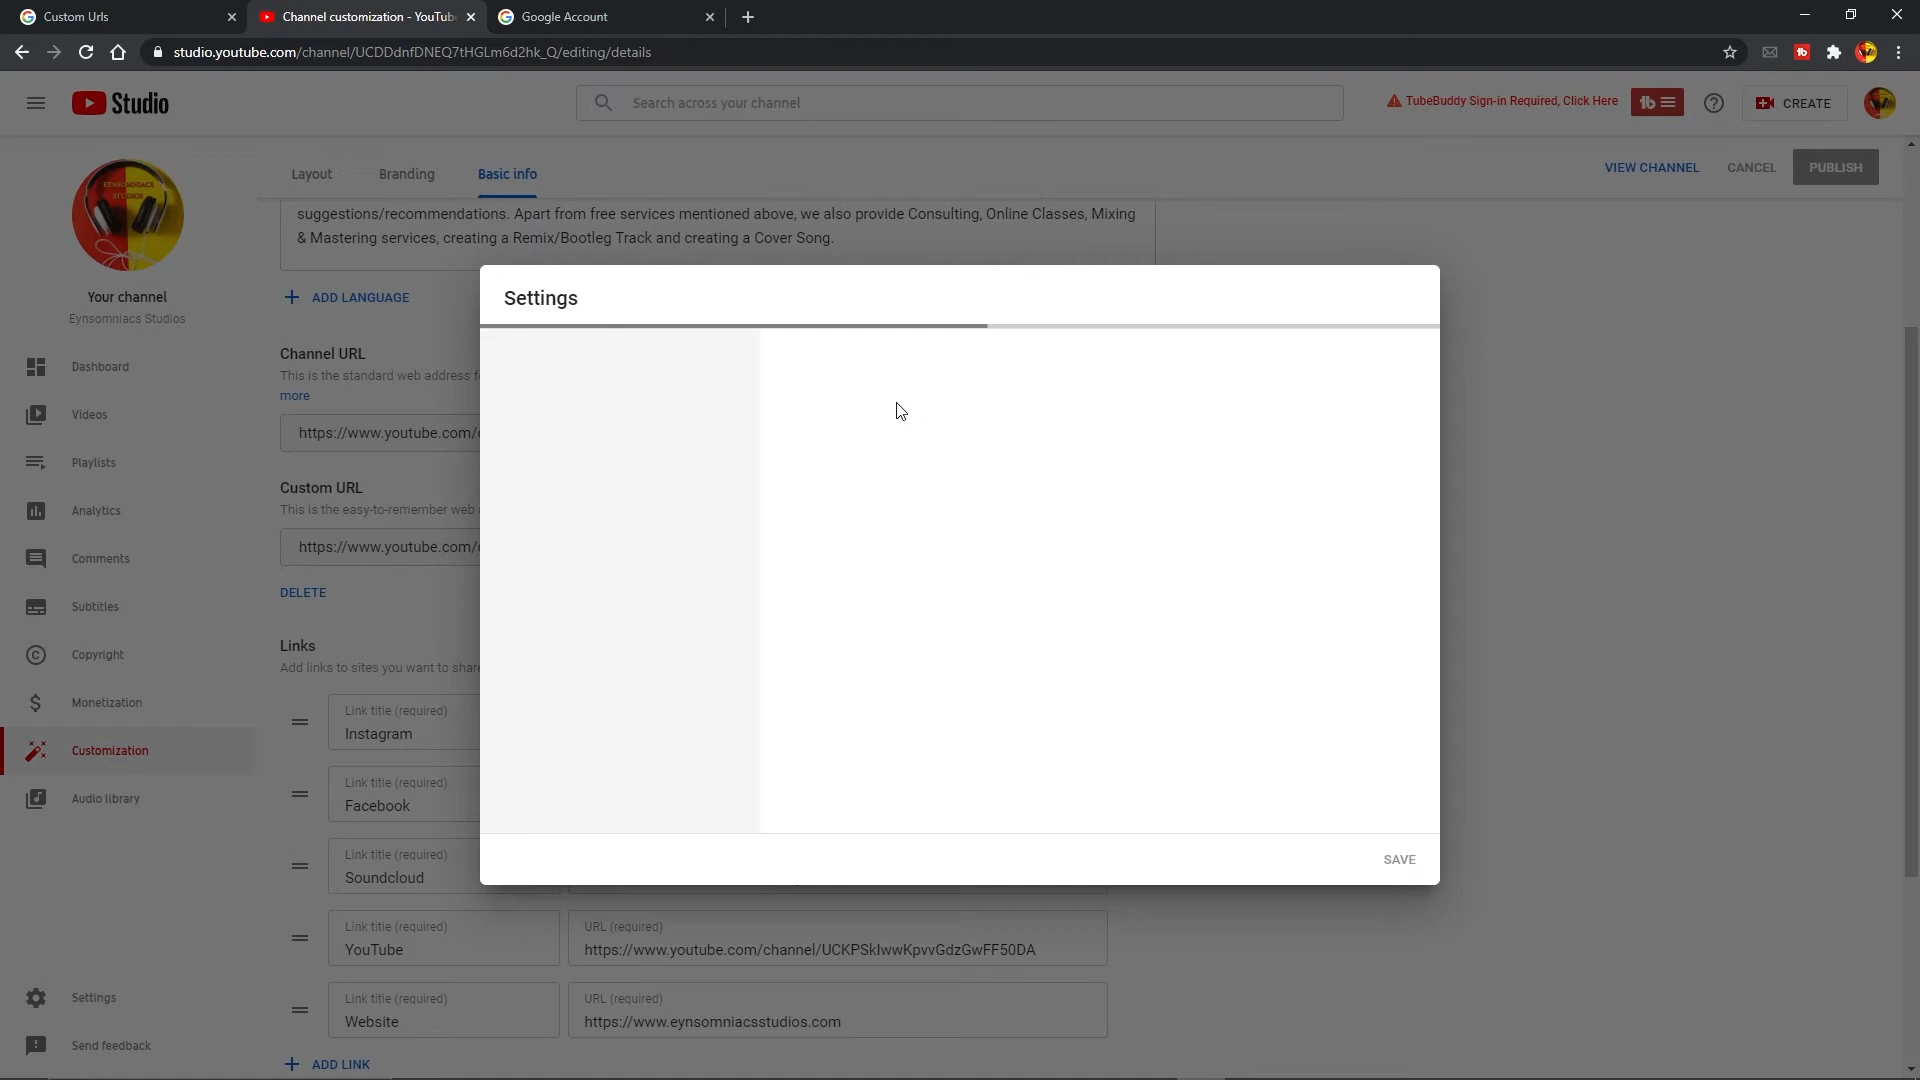 Custom Urls
Channel customization - YouTube
Google Account
studio.youtube.com/channel/UCDDdnfDNEQ7tHGLm6d2hk_Q/editing/details
Studio
Search across your channel
TubeBuddy Sign-in Required, Click Here
tb
CREATE
EYNSOMNIACS
STUDIOS
Your channel
Eynsomniacs Studios
Dashboard
Videos
Playlists
Analytics
Comments
Subtitles
Copyright
Monetization
Customization
Audio library
Settings
Send feedback
Layout
Branding
Basic info
VIEW CHANNEL
CANCEL
PUBLISH
suggestions/recommendations. Apart from free services mentioned above, we also provide Consulting, Online Classes, Mixing
& Mastering services, creating a Remix/Bootleg Track and creating a Cover Song.
ADD LANGUAGE
Channel URL
This is the standard web address
more
https://www.youtube.com/
Custom URL
This is the easy-to-remember web
https://www.youtube.com/
DELETE
Links
Add links to sites you want to share
Link title (required)
Instagram
Link title (required)
Facebook
Link title (required)
Soundcloud
Link title (required)
YouTube
URL (required)
https://www.youtube.com/channel/UCKPSklwwKpvvGdzGwFF50DA
Link title (required)
Website
URL (required)
https://www.eynsomniacsstudios.com
ADD LINK
Settings
SAVE